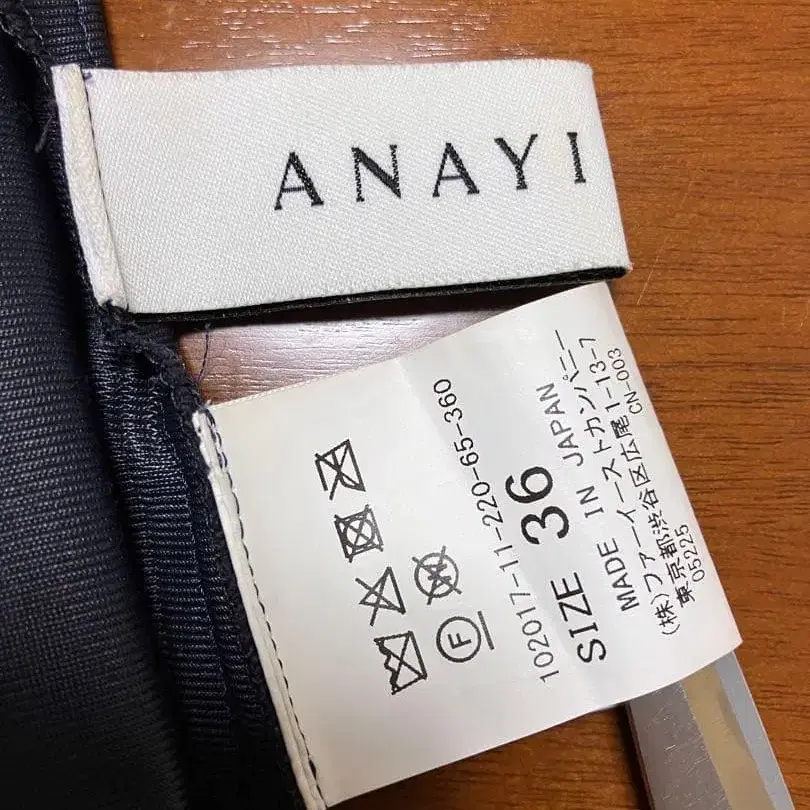 ANAYI
F
W
102017-11-220-65-360
SIZE 36
MADE IN JAPAN
(株)ファーイーストカンパニー
東京都渋谷区広尾1-13-7
05225 CN-003